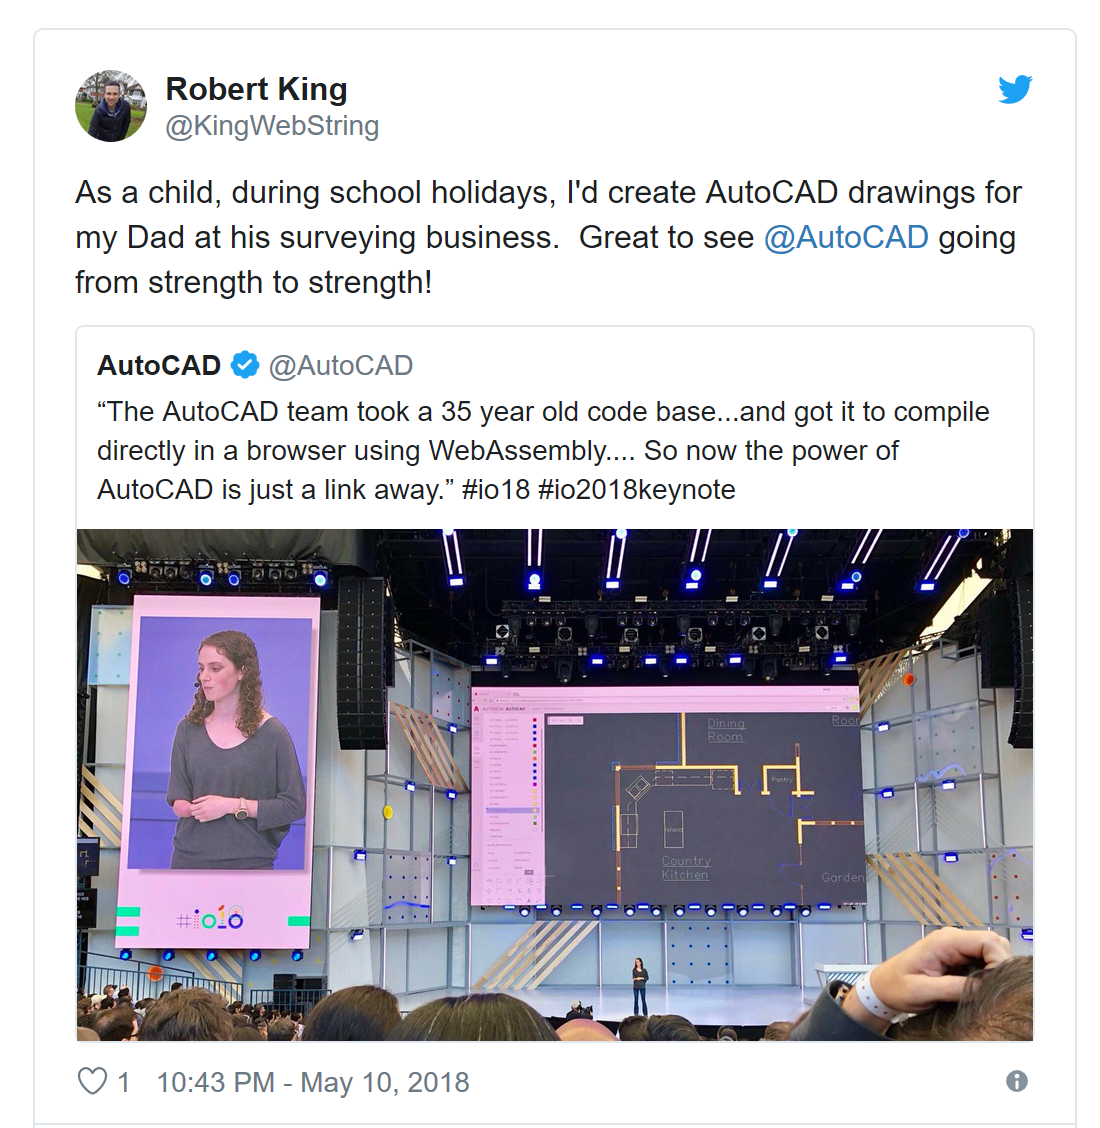 Robert King
@KingWebString
As a child, during school holidays, I'd create AutoCAD drawings for
my Dad at his surveying business.  Great to see @AutoCAD going
from strength to strength!
AutoCAD @AutoCAD
“The AutoCAD team took a 35 year old code base...and got it to compile
directly in a browser using WebAssembly.... So now the power of
AutoCAD is just a link away.” #io18 #io2018keynote
AUTODESK AUTOCAD
Dining
Room
Room
Pantry
Island
Country
Kitchen
Garden
#io18
1 10:43 PM - May 10, 2018